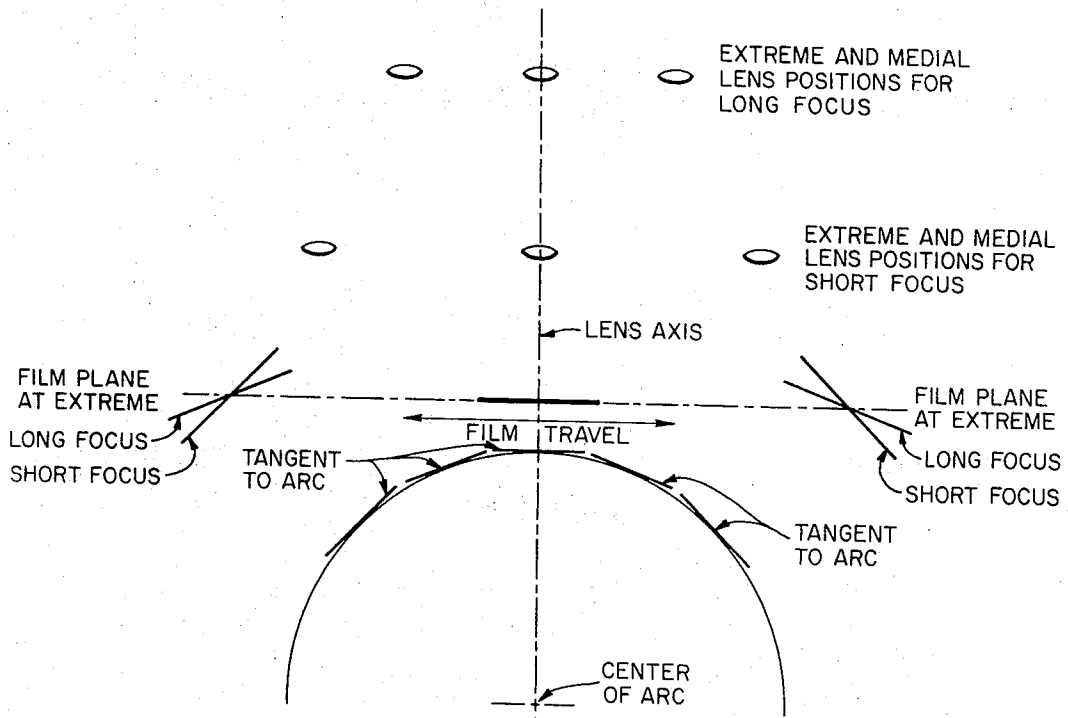 EXTREME AND MEDIAL
LENS POSITIONS FOR
LONG FOCUS
EXTREME AND MEDIAL
LENS POSITIONS FOR
SHORT FOCUS
LENS AXIS
FILM PLANE
AT EXTREME
LONG FOCUS
SHORT FOCUS
FILM TRAVEL
FILM PLANE
AT EXTREME
LONG FOCUS
SHORT FOCUS
TANGENT
TO ARC
TANGENT
TO ARC
CENTER
OF ARC